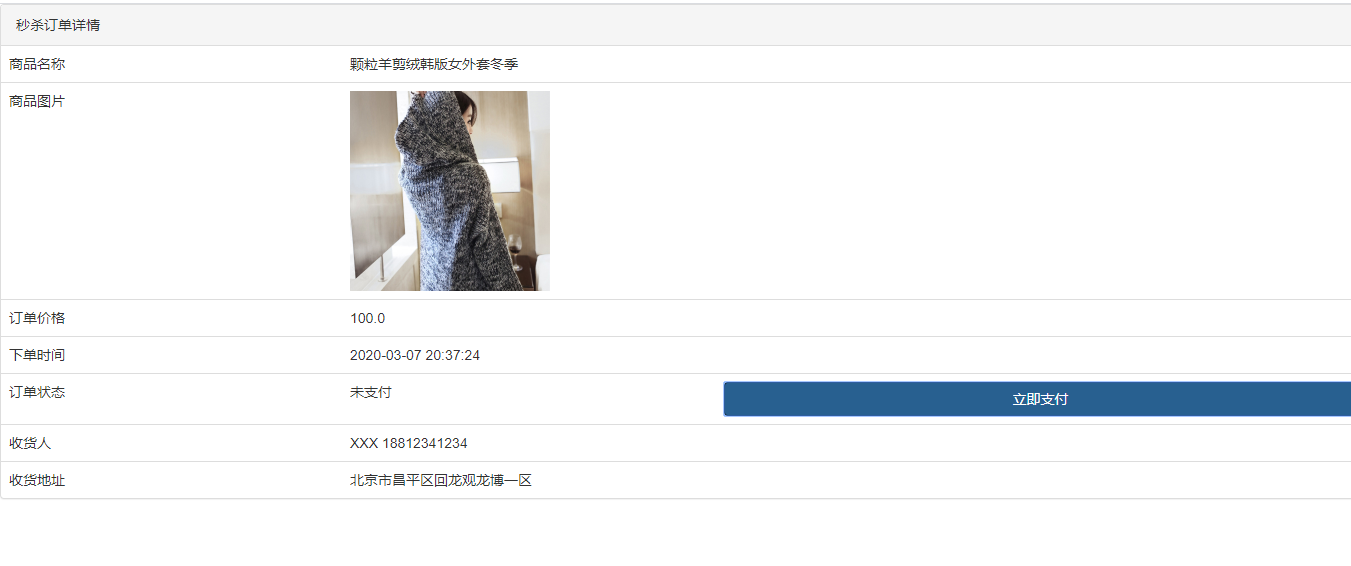 秒杀订单详情
商品名称 颗粒羊剪绒韩版女外套冬季
商品图片
订单价格 100.0
下单时间 2020-03-07 20:37:24
订单状态 未支付 立即支付
收货人 XXX 18812341234
收货地址 北京市昌平区回龙观龙博一区